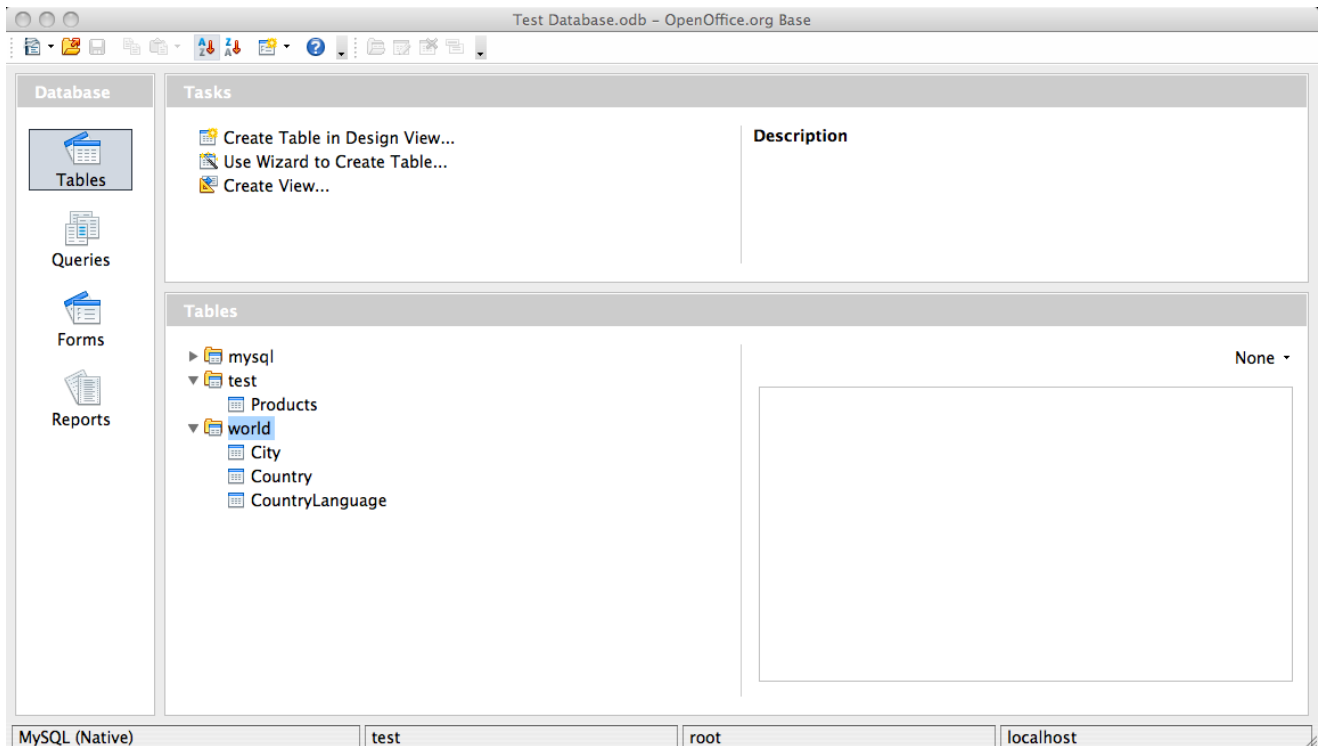 Test Database.odb – OpenOffice.org Base
Database
Tables
Queries
Forms
Reports
Tasks
Create Table in Design View...
Use Wizard to Create Table...
Create View...
Description
Tables
mysql
test
Products
world
City
Country
CountryLanguage
None
MySQL (Native)
test
root
localhost